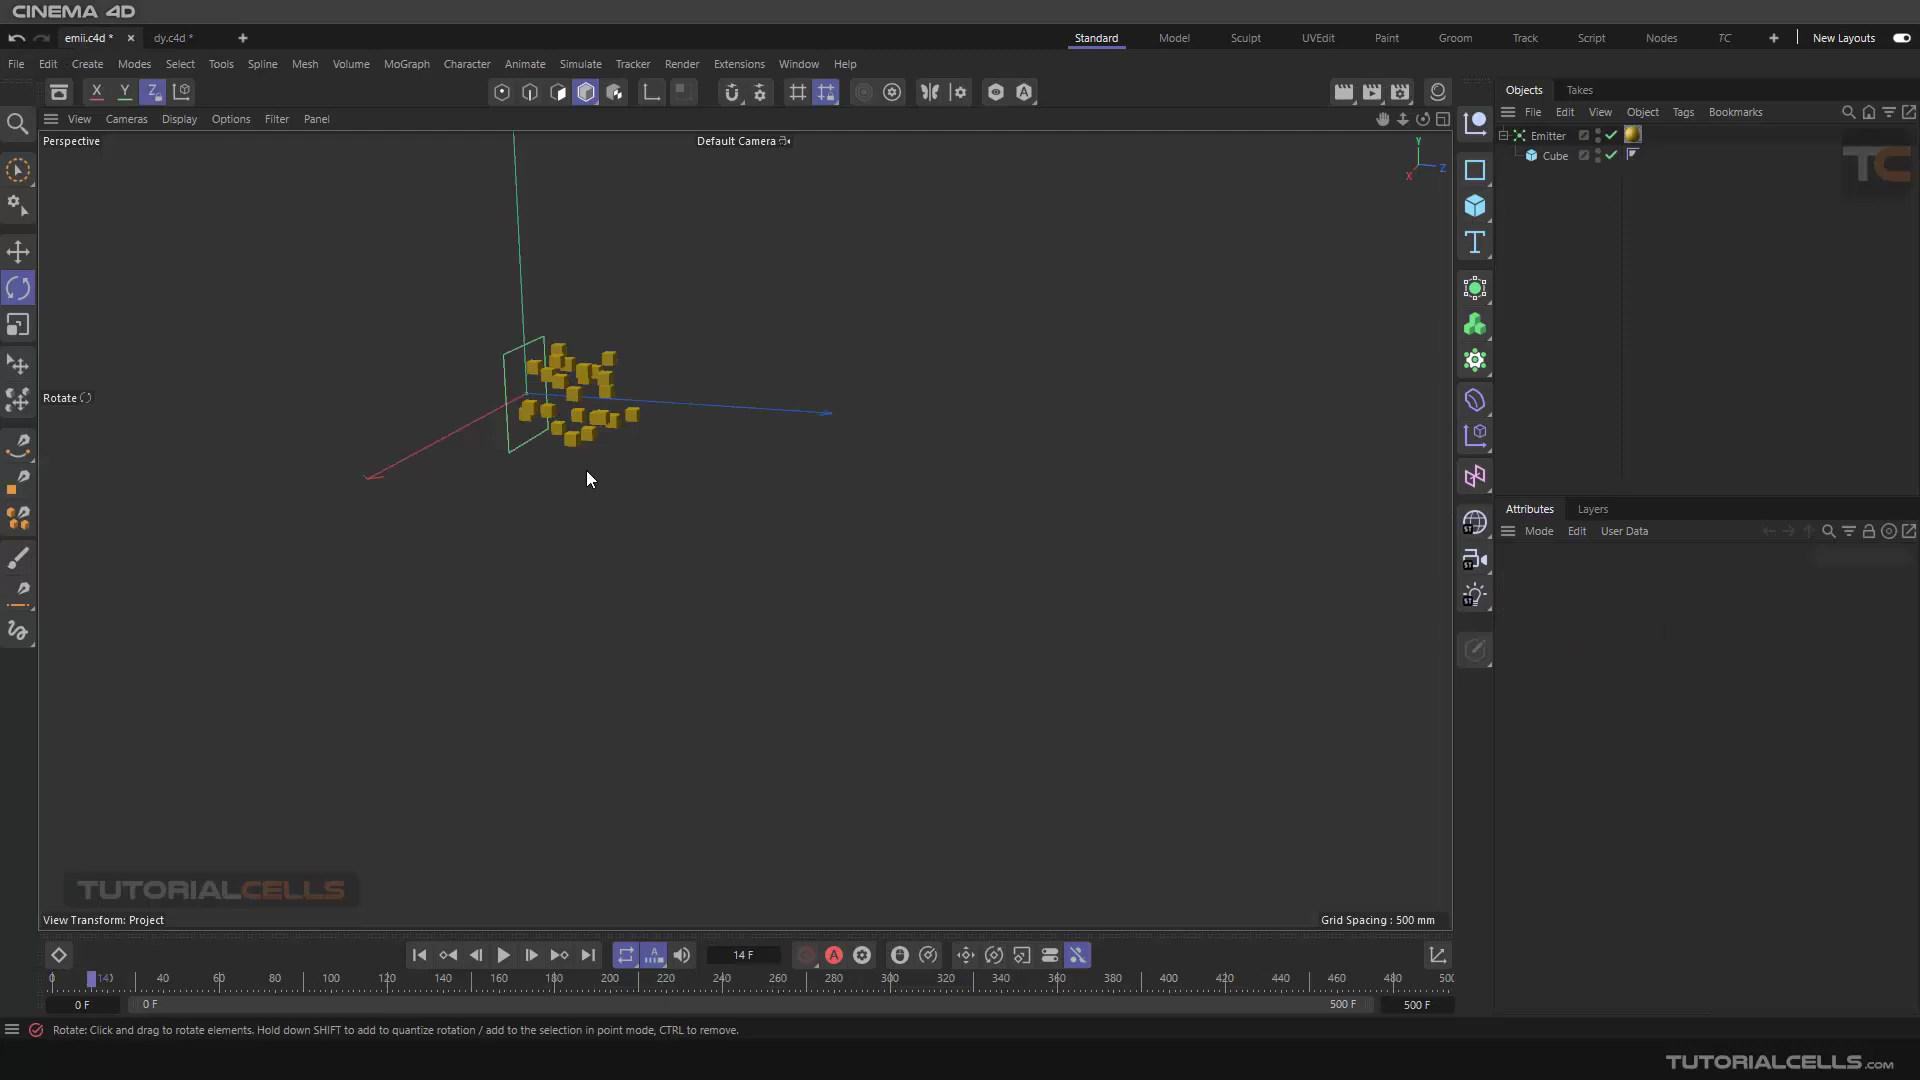 CINEMA 4D
emii.c4d * dy.c4d *
Standard Model Sculpt UVEdit Paint Groom Track Script Nodes TC New Layouts
File Edit Create Modes Select Tools Spline Mesh Volume MoGraph Character Animate Simulate Tracker Render Extensions Window Help
X Y Z
Objects Takes
View Cameras Display Options Filter Panel
File Edit View Object Tags Bookmarks
Perspective Default Camera
Y
Z
X
Emitter
Cube
TC
Rotate
Attributes Layers
Mode Edit User Data
ST
ST
ST
TUTORIALCELLS
View Transform: Project Grid Spacing : 500 mm
14 F
0 14 40 60 80 100 120 140 160 180 200 220 240 260 280 300 320 340 360 380 400 420 440 460 480 500
0 F 0 F 500 F 500 F
Rotate: Click and drag to rotate elements. Hold down SHIFT to add to quantize rotation / add to the selection in point mode, CTRL to remove.
TUTORIALCELLS.COM